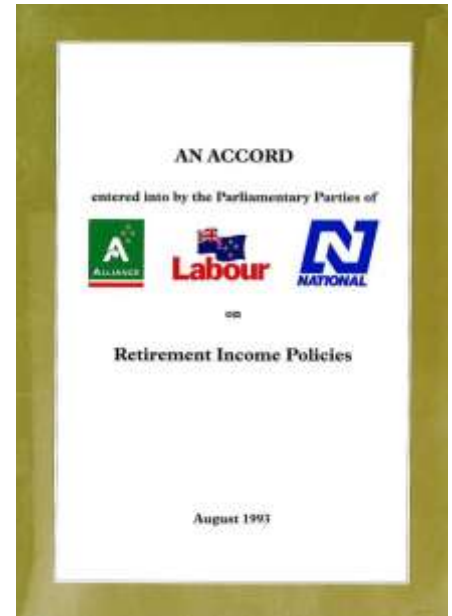 AN ACCORD
entered into by the Parliamentary Parties of
A
ALLIANCE
Labour
NATIONAL
on
Retirement Income Policies
August 1993